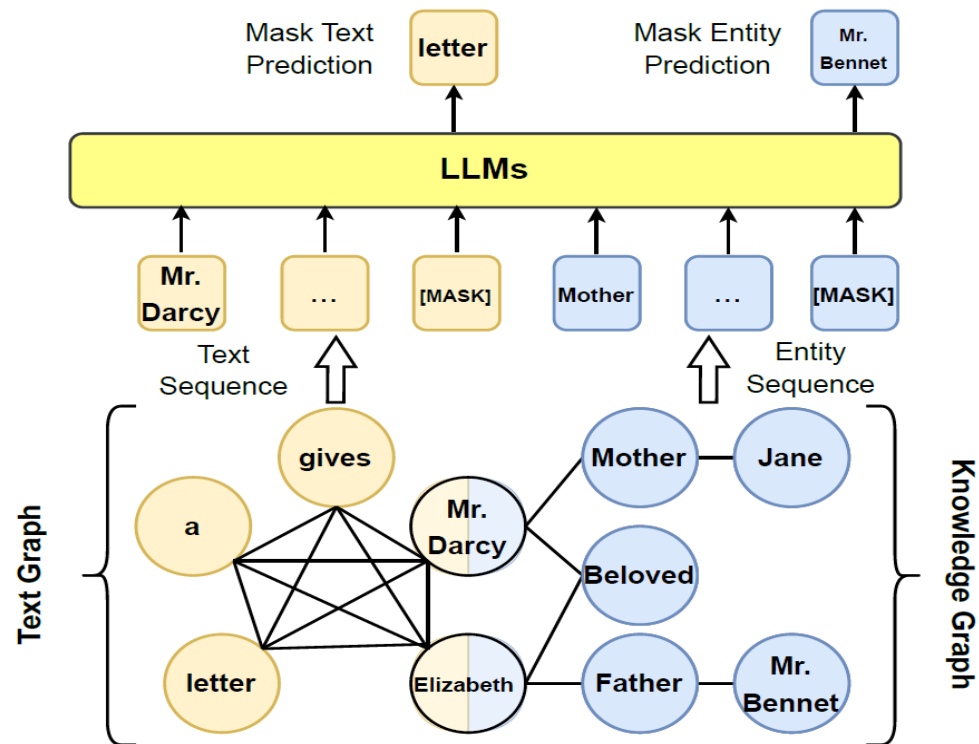 Mask Text
Prediction
letter
Mask Entity
Prediction
Mr.
Bennet
LLMs
Mr.
Darcy
...
[MASK]
Mother
...
[MASK]
Text
Sequence
Entity
Sequence
Text Graph
gives
a
letter
Mr.
Darcy
Elizabeth
Mother
Jane
Beloved
Father
Mr.
Bennet
Knowledge Graph